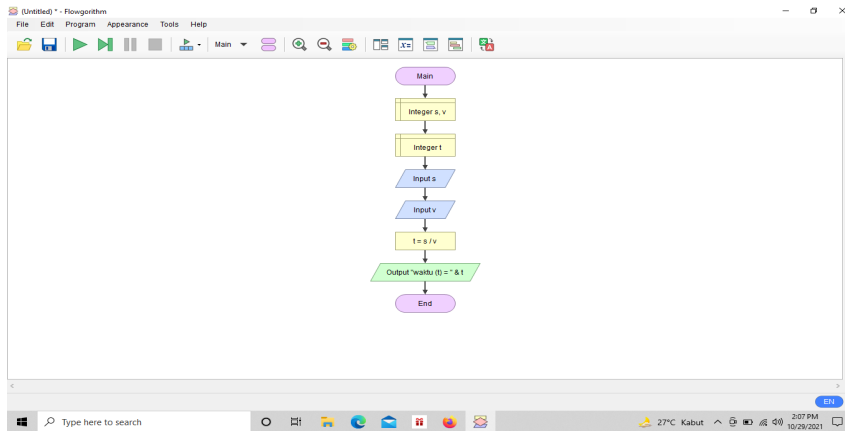 (Untitled) * - Flowgorithm
File Edit Program Appearance Tools Help
Main
Main
Integer s, v
Integer t
Input s
Input v
t = s / v
Output "waktu (t) = " & t
End
EN
Type here to search
27°C Kabut
2:07 PM
10/29/2021